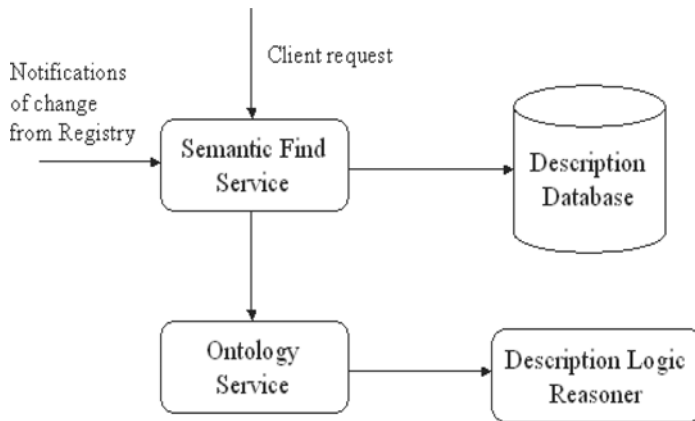 Client request
Notifications
of change
from Registry
Semantic Find
Service
Description
Database
Ontology
Service
Description Logic
Reasoner